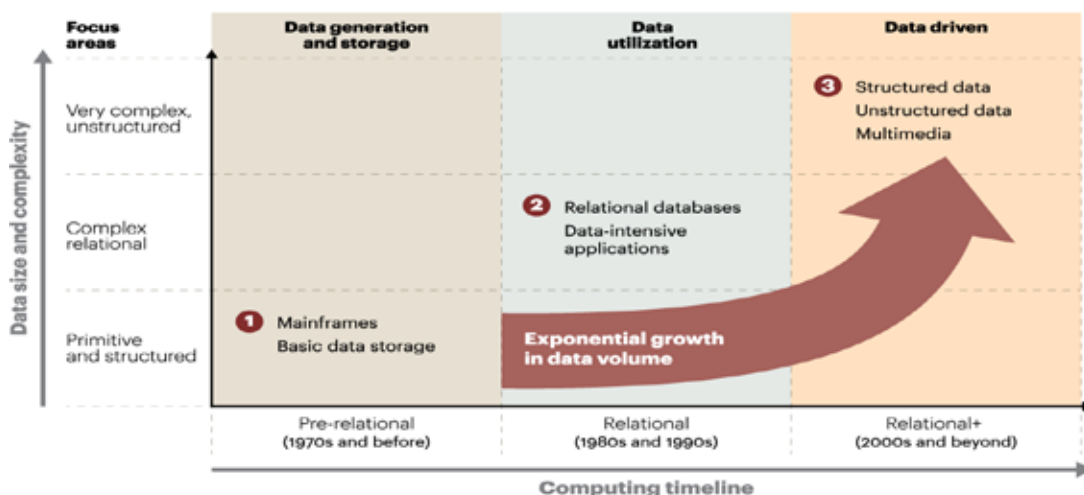 Focus
areas
Data generation
and storage
Data
utilization
Data driven
Data size and complexity
Very complex,
unstructured
3
Structured data
Unstructured data
Multimedia
Complex
relational
2
Relational databases
Data-intensive
applications
Primitive
and structured
1
Mainframes
Basic data storage
Exponential growth
in data volume
Pre-relational
(1970s and before)
Relational
(1980s and 1990s)
Relational+
(2000s and beyond)
Computing timeline